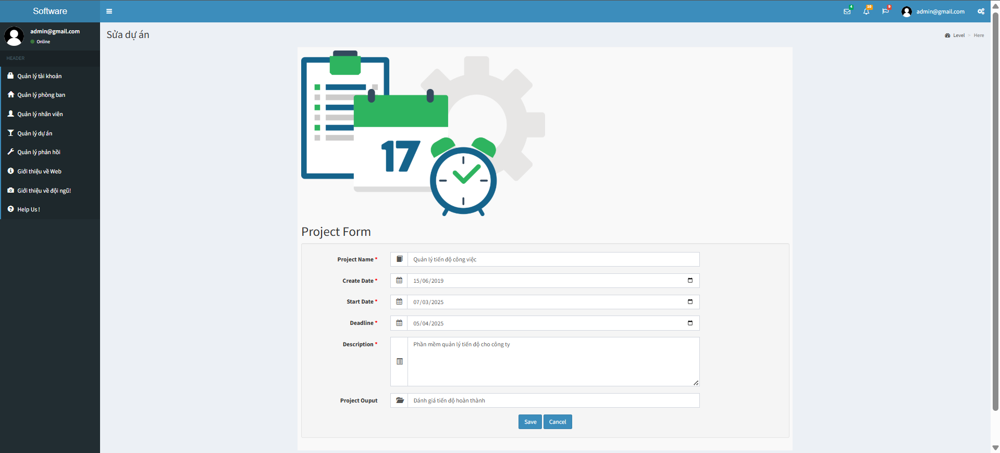 Software
4
10
9
admin@gmail.com
admin@gmail.com
Online
HEADER
Quản lý tài khoản
Quản lý phòng ban
Quản lý nhân viên
Quản lý dự án
Quản lý phản hồi
Giới thiệu về Web
Giới thiệu về đội ngũ!
Help Us !
Sửa dự án
Level > Here
17
Project Form
Project Name * Quản lý tiến độ công việc
Create Date * 15/06/2019
Start Date * 07/03/2025
Deadline * 05/04/2025
Description * Phần mềm quản lý tiến độ cho công ty
Project Ouput Dánh giá tiến độ hoàn thành
Save Cancel